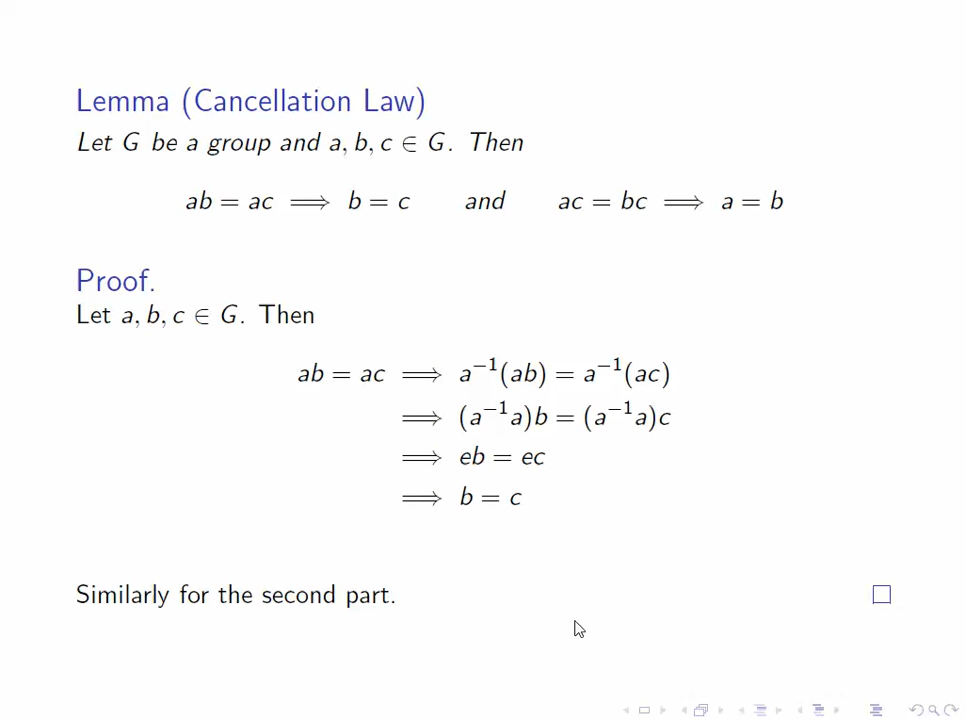 Lemma (Cancellation Law)
Let G be a group and a, b, c ∈ G. Then
ab = ac ⟹ b = c and ac = bc ⟹ a = b
Proof.
Let a, b, c ∈ G. Then
ab = ac ⟹ a⁻¹(ab) = a⁻¹(ac)
⟹ (a⁻¹a)b = (a⁻¹a)c
⟹ eb = ec
⟹ b = c
Similarly for the second part. □